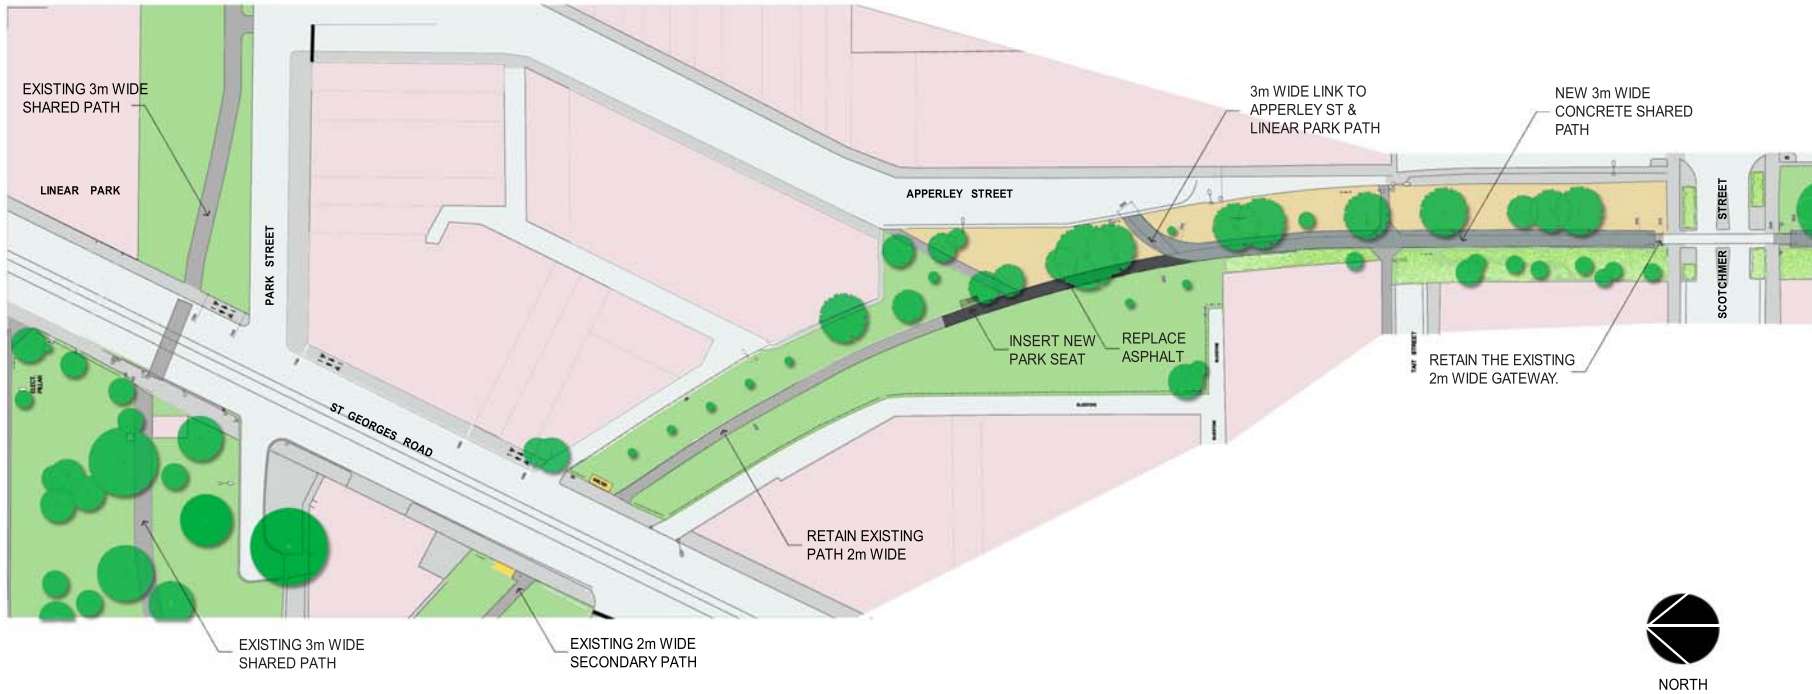 EXISTING 3m WIDE
SHARED PATH
LINEAR PARK
PARK STREET
APPERLEY STREET
3m WIDE LINK TO
APPERLEY ST &
LINEAR PARK PATH
NEW 3m WIDE
CONCRETE SHARED
PATH
SCOTCHMER STREET
INSERT NEW
PARK SEAT
REPLACE
ASPHALT
TAIT STREET
RETAIN THE EXISTING
2m WIDE GATEWAY.
ELECT.
PILLAR
ST GEORGES ROAD
RETAIN EXISTING
PATH 2m WIDE
EXISTING 3m WIDE
SHARED PATH
EXISTING 2m WIDE
SECONDARY PATH
NORTH